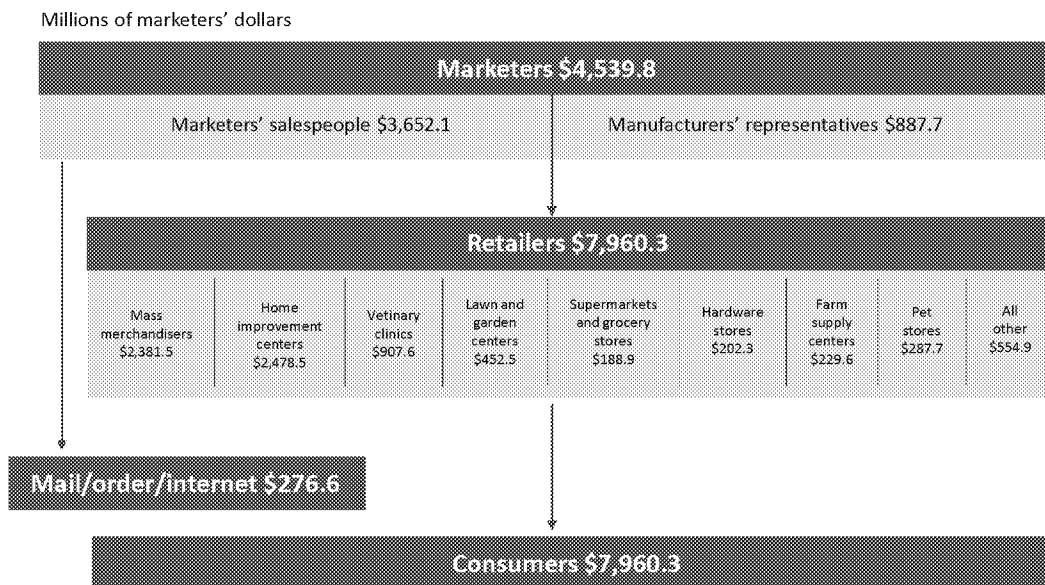 Millions of marketers' dollars
Marketers $4,539.8
Marketers' salespeople $3,652.1
Manufacturers' representatives $887.7
Retailers $7,960.3
Mass
merchandisers
$2,381.5
Home
improvement
centers
$2,478.5
Vetinary
clinics
$907.6
Lawn and
garden
centers
$452.5
Supermarkets
and grocery
stores
$188.9
Hardware
stores
$202.3
Farm
supply
centers
$229.6
Pet
stores
$287.7
All
other
$554.9
Mail/order/internet $276.6
Consumers $7,960.3